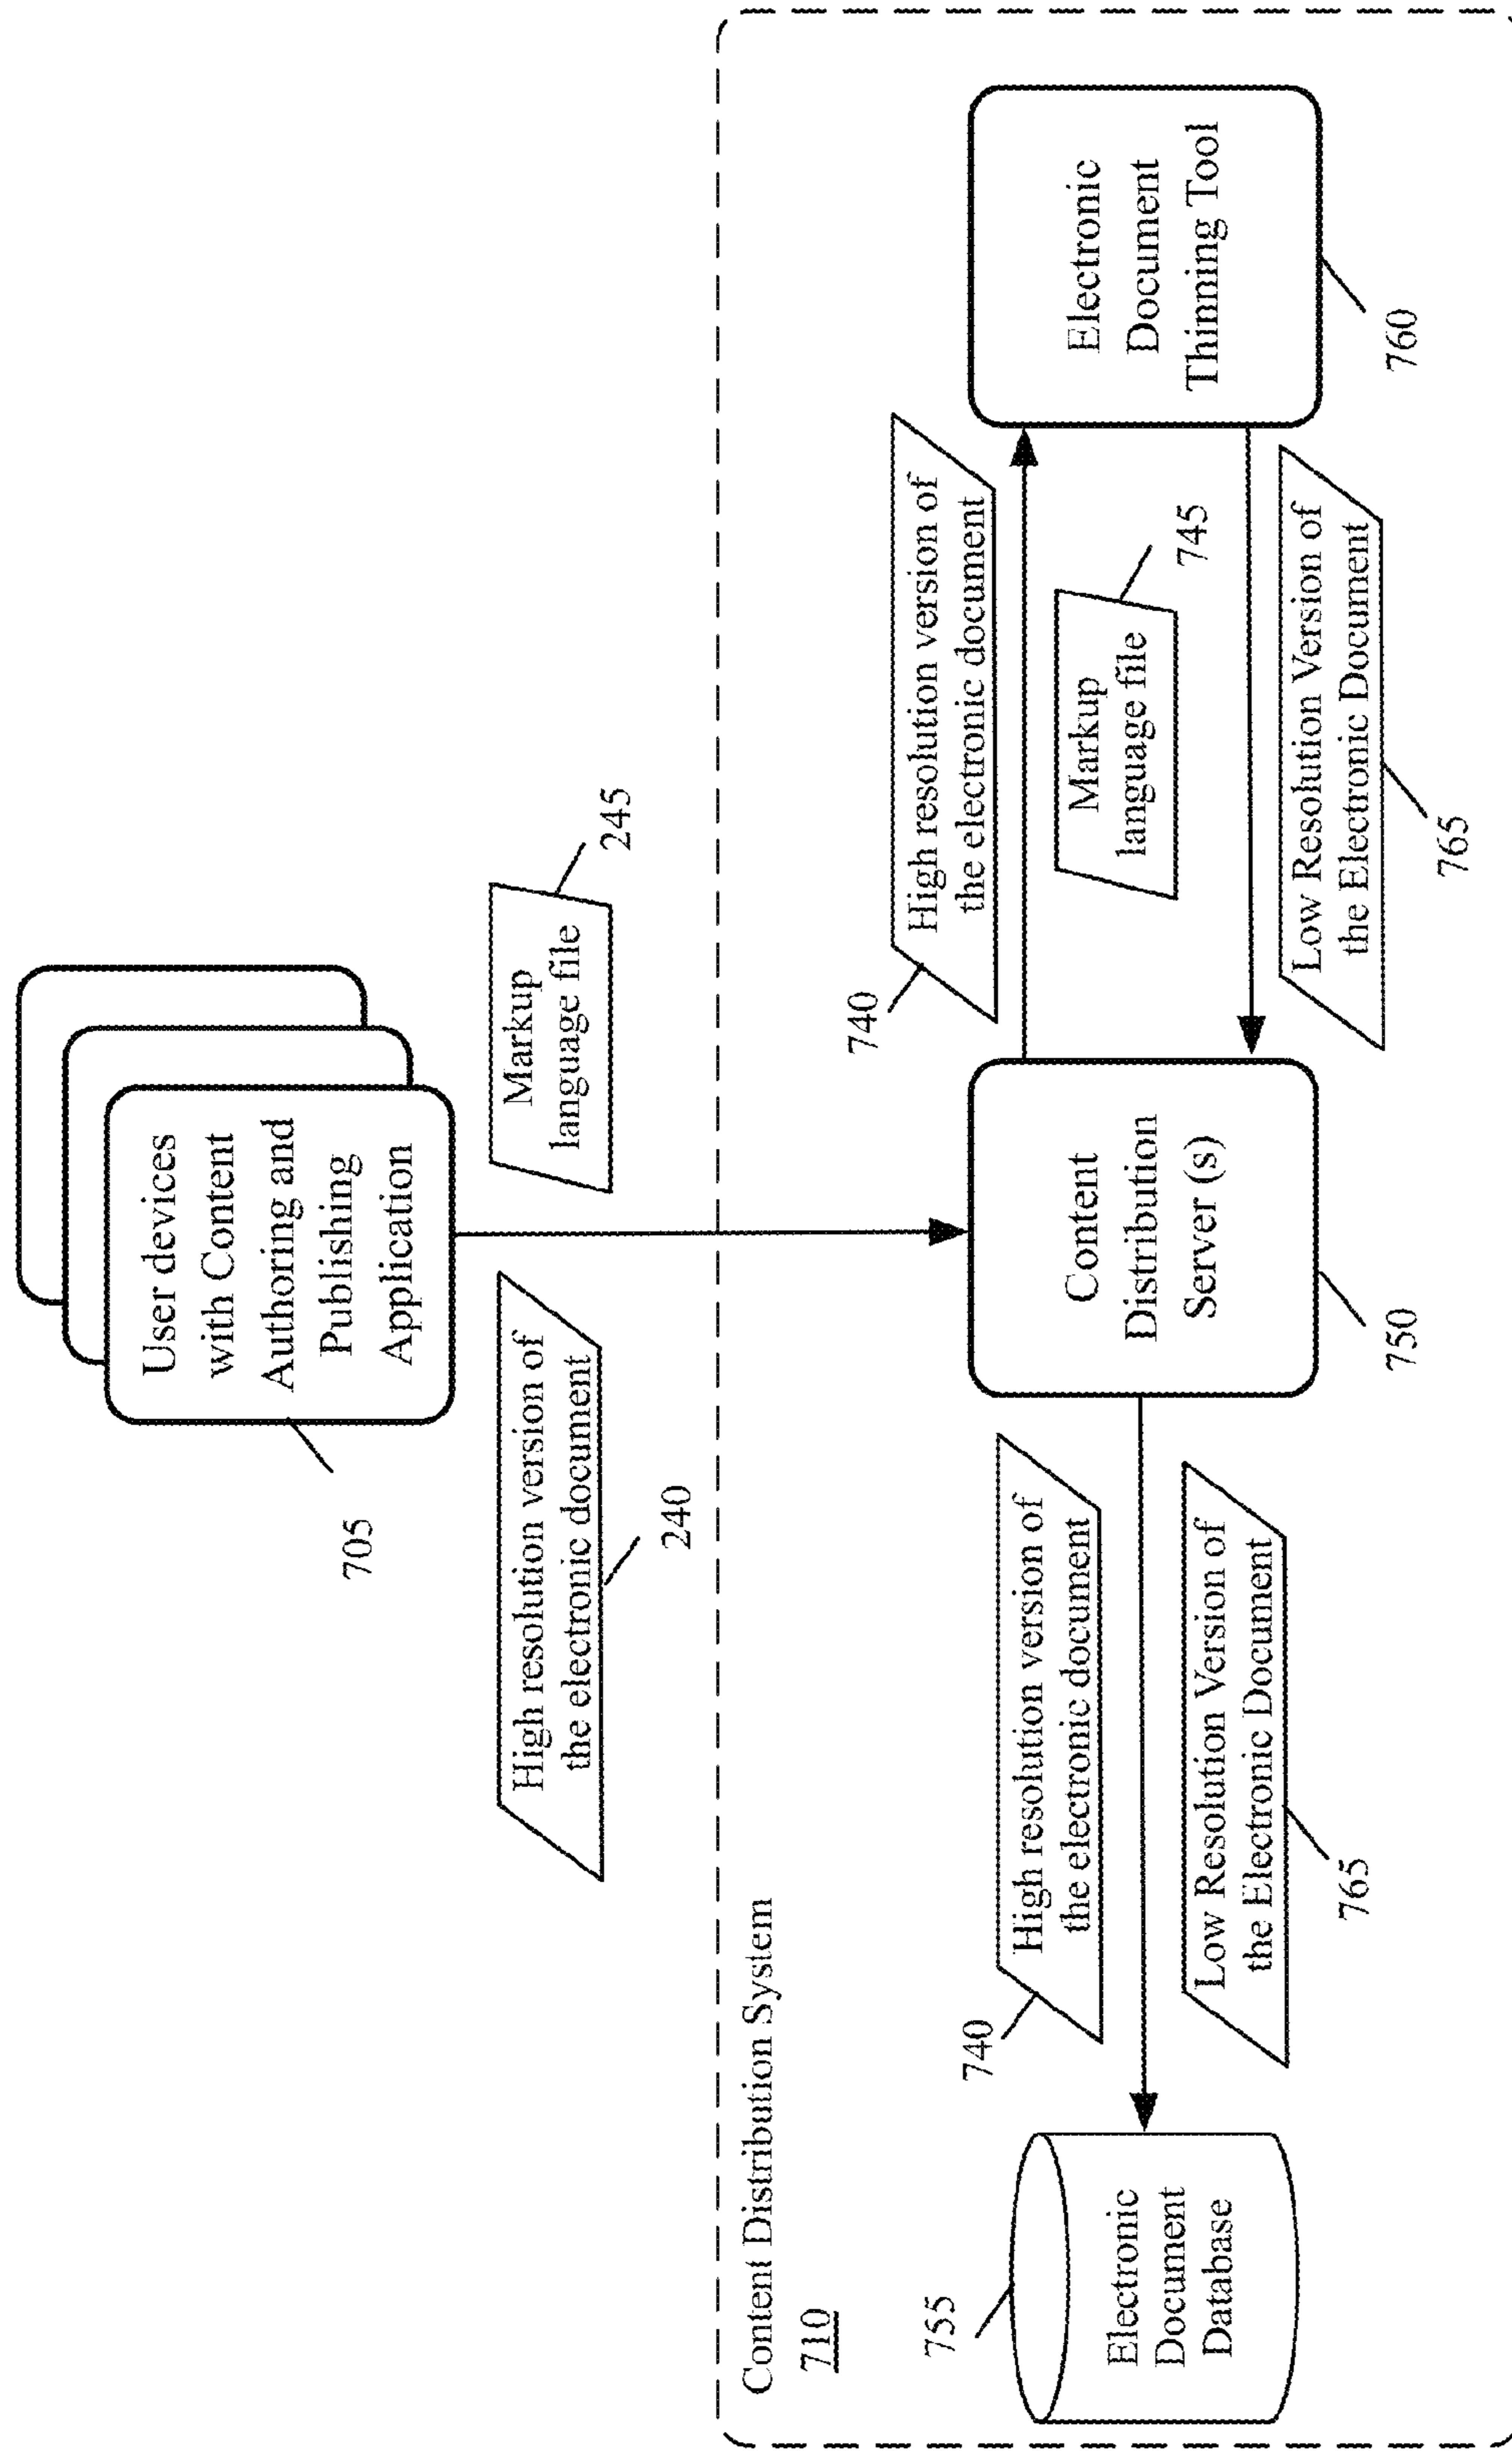 User devices
with Content
Authoring and
Publishing
Application
705
High resolution version of
the electronic document
240
Markup
language file
245
Content Distribution System
710
755
Electronic
Document
Database
740
High resolution version of
the electronic document
Low Resolution Version of
the Electronic Document
765
Content
Distribution
Server (s)
750
740
High resolution version of
the electronic document
Markup
language file
745
Low Resolution Version of
the Electronic Document
765
Electronic
Document
Thinning Tool
760